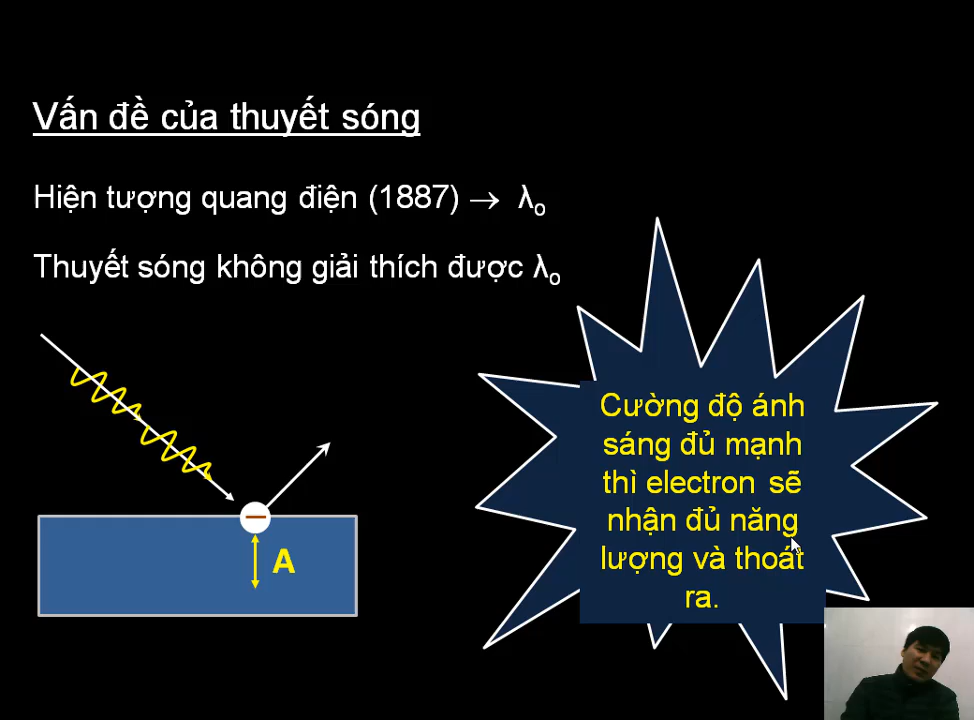 Vấn đề của thuyết sóng
Hiện tượng quang điện (1887) → λo
Thuyết sóng không giải thích được λo
Cường độ ánh
sáng đủ mạnh
thì electron sẽ
nhận đủ năng
lượng và thoát
ra.
A